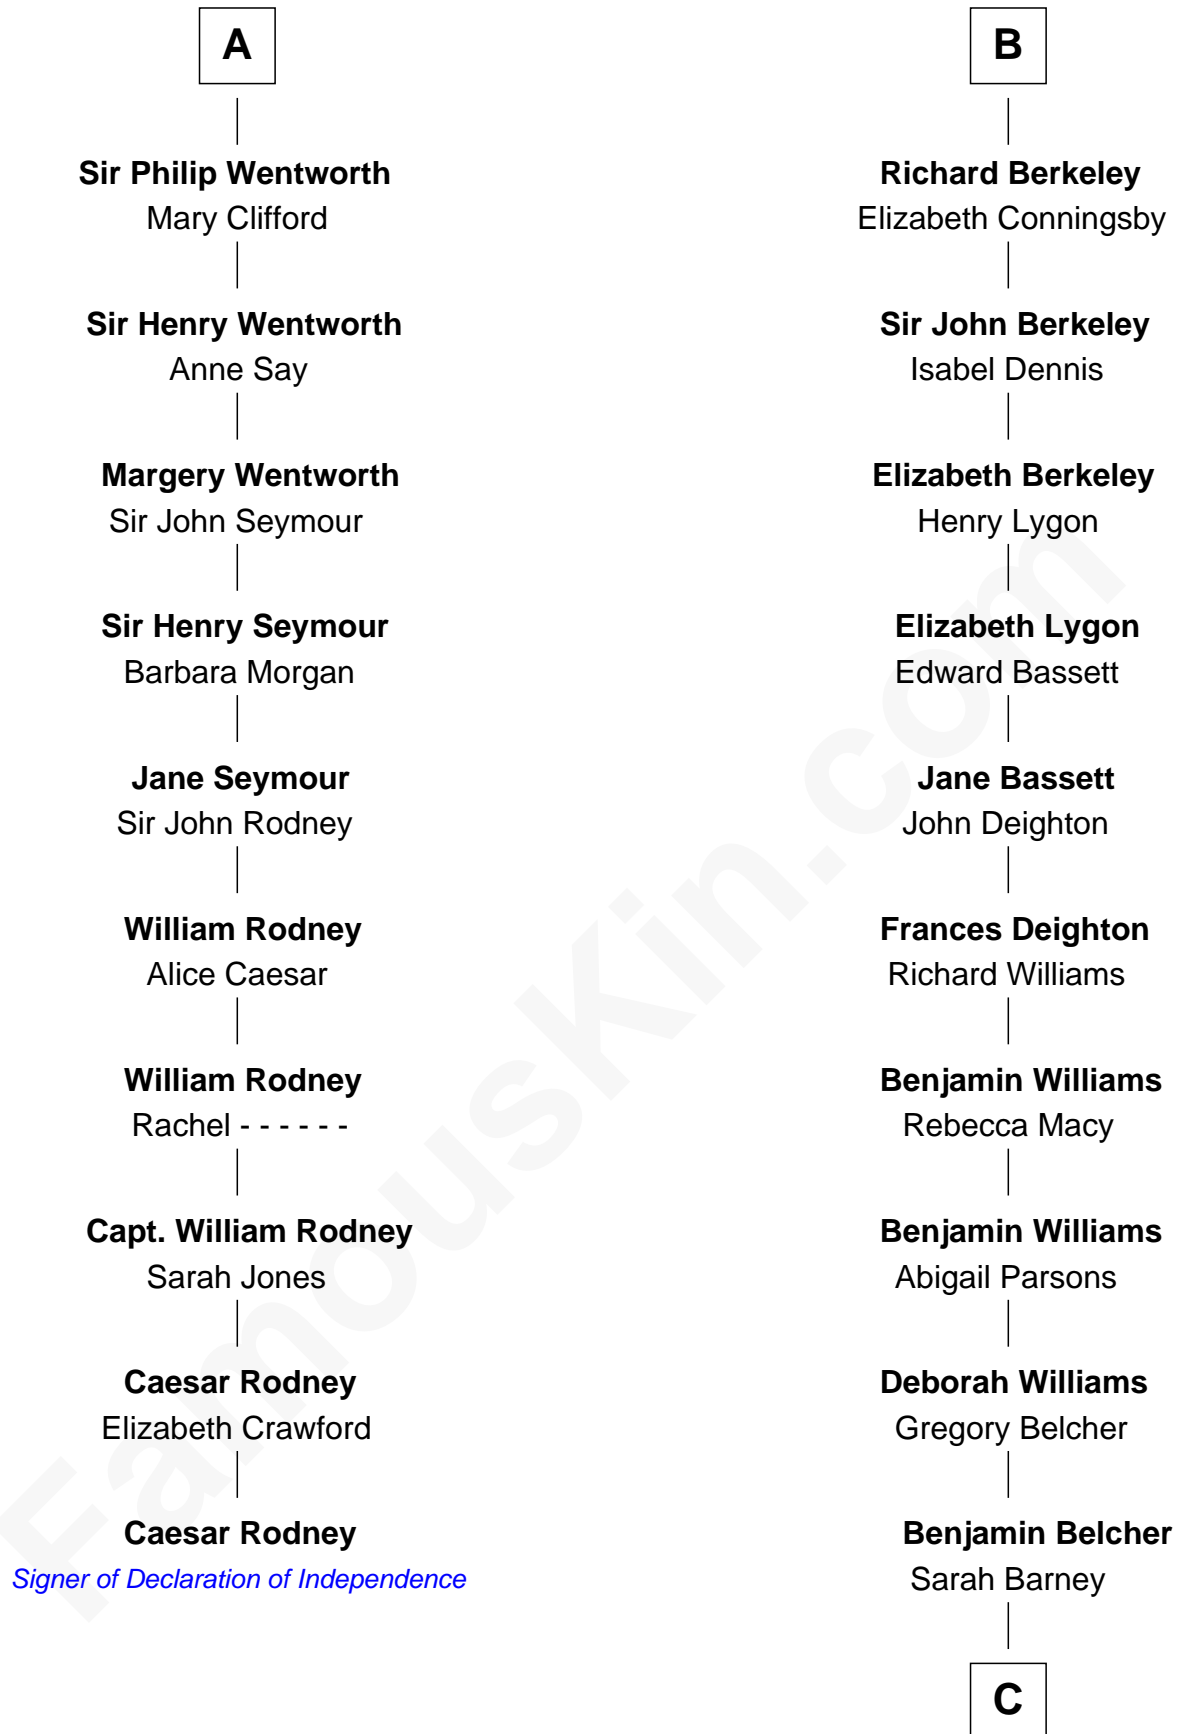 A
Sir Philip Wentworth
Mary Clifford
Sir Henry Wentworth
Anne Say
Margery Wentworth
Sir John Seymour
Sir Henry Seymour
Barbara Morgan
Jane Seymour
Sir John Rodney
William Rodney
Alice Caesar
William Rodney
Rachel - - - - - -
Capt. William Rodney
Sarah Jones
Caesar Rodney
Elizabeth Crawford
Caesar Rodney
Signer of Declaration of Independence
B
Richard Berkeley
Elizabeth Conningsby
Sir John Berkeley
Isabel Dennis
Elizabeth Berkeley
Henry Lygon
Elizabeth Lygon
Edward Bassett
Jane Bassett
John Deighton
Frances Deighton
Richard Williams
Benjamin Williams
Rebecca Macy
Benjamin Williams
Abigail Parsons
Deborah Williams
Gregory Belcher
Benjamin Belcher
Sarah Barney
C
FamousKin.com